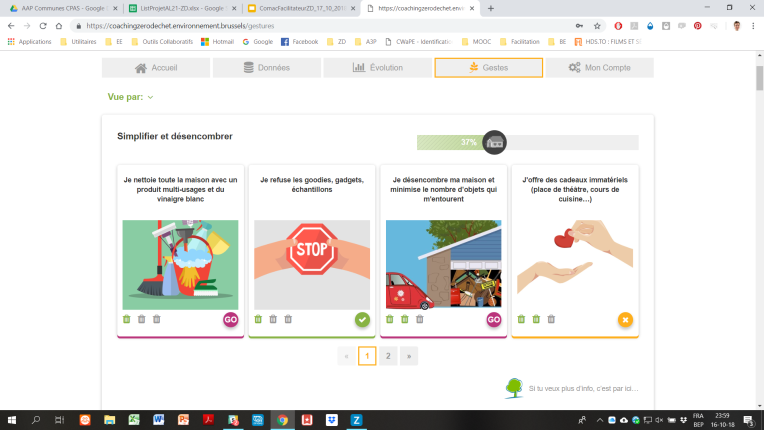 AAP Communes CPAS - Google
ListProjetAL21-ZD.xlsx - Google
ComacFacilitateurZD_17_10_201
https://coachingzerodechet.envi
https://coachingzerodechet.environnement.brussels/gestures
Applications Utilitaires EE Outils Collaboratifs Hotmail Google Facebook ZD A3P CWaPE - Identification MOOC Facilitation BE HDS.TO : FILMS ET S
Accueil Données Évolution Gestes Mon Compte
Vue par:
Simplifier et désencombrer
37%
Je nettoie toute la maison avec un
produit multi-usages et du
vinaigre blanc
GO
Je refuse les goodies, gadgets,
échantillons
STOP
Je désencombre ma maison et
minimise le nombre d'objets qui
m'entourent
GO
J'offre des cadeaux immatériels
(place de théâtre, cours de
cuisine...)
« 1 2 »
Si tu veux plus d'info, c'est par ici...
FRA
BEP
23:59
16-10-18
3